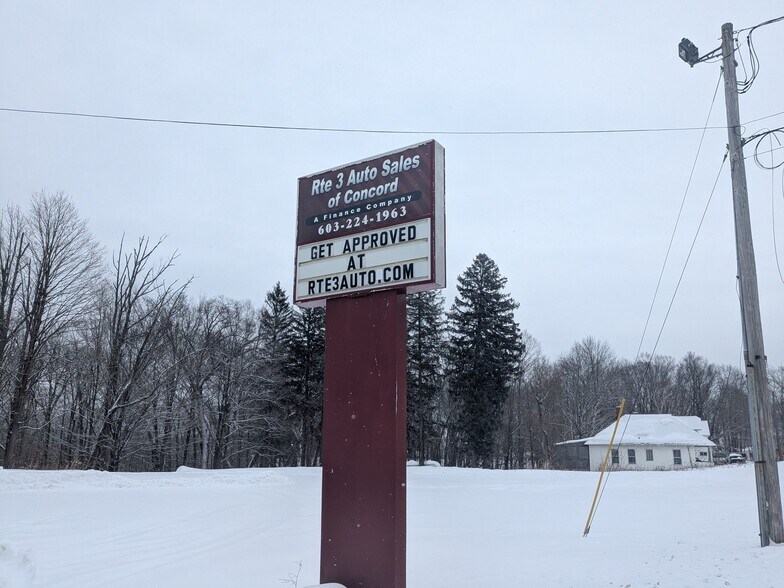 Rte 3 Auto Sales
of Concord
A Finance Company
603-224-1963
GET APPROVED
AT
RTE3AUTO.COM